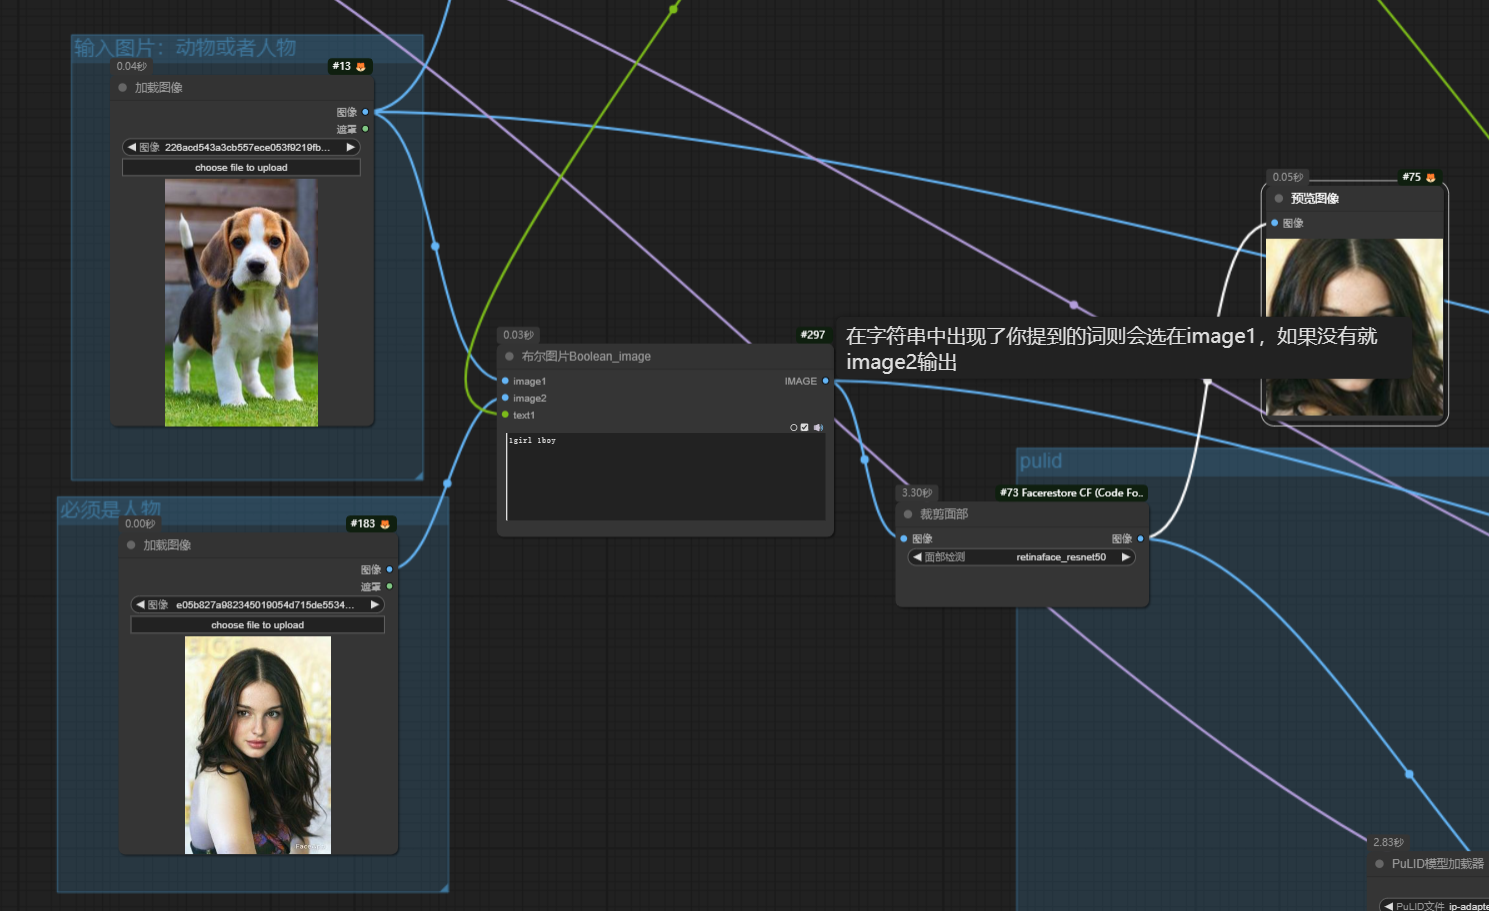 输入图片：动物或者人物
0.04秒
#13
加载图像
图像
遮罩
图像 226acd543a3cb557ece053f9219fb...
choose file to upload
必须是人物
0.00秒
#183
加载图像
图像
遮罩
图像 e05b827a982345019054d715de5534...
choose file to upload
0.03秒
#297
布尔图片Boolean_image
image1
IMAGE
image2
text1
1girl 1boy
在字符串中出现了你提到的词则会选在image1，如果没有就
image2输出
0.05秒
#75
预览图像
图像
pulid
3.30秒
#73 Facerestore CF (Code Fo..
裁剪面部
图像
图像
面部检测 retinaface_resnet50
2.83秒
PuLID模型加载器
PuLID文件 ip-adapte